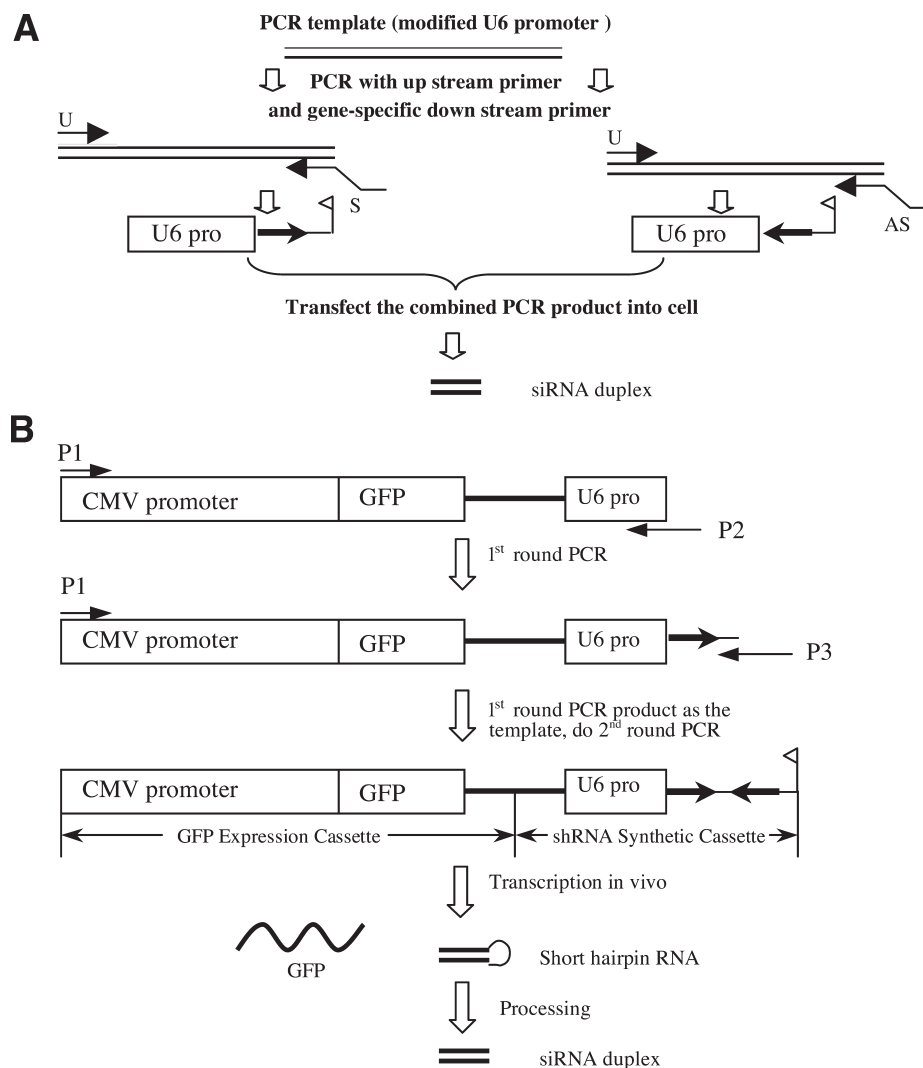 A
PCR template (modified U6 promoter )
PCR with up stream primer
and gene-specific down stream primer
U
U
S
AS
U6 pro
U6 pro
Transfect the combined PCR product into cell
siRNA duplex
B
P1
CMV promoter
GFP
U6 pro
P2
1st round PCR
P1
CMV promoter
GFP
U6 pro
P3
1st round PCR product as the
template, do 2nd round PCR
CMV promoter
GFP
U6 pro
GFP Expression Cassette
shRNA Synthetic Cassette
Transcription in vivo
GFP
Short hairpin RNA
Processing
siRNA duplex